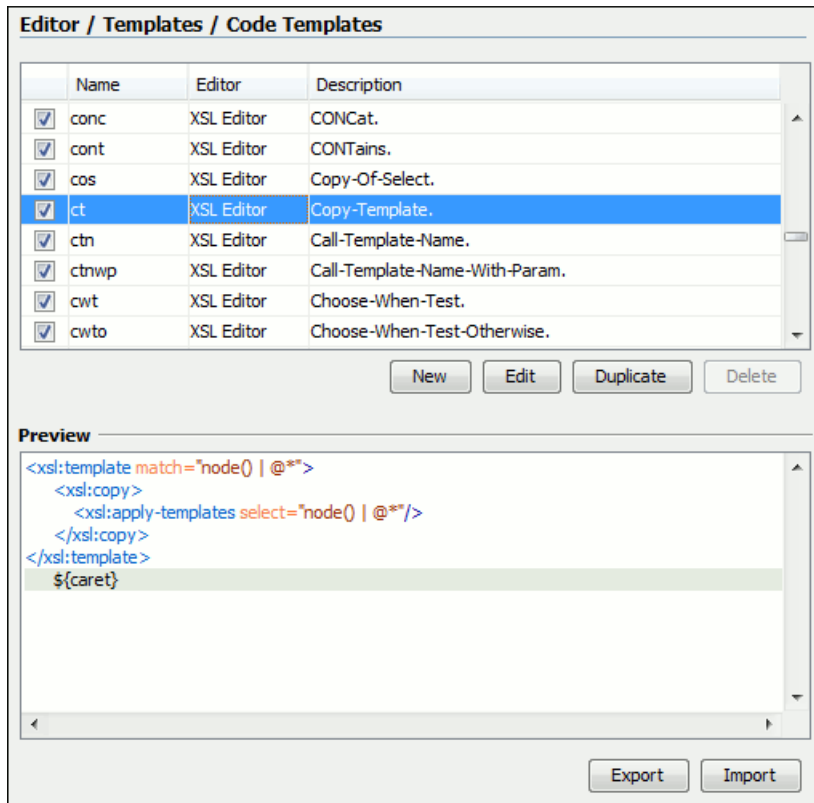 Editor / Templates / Code Templates
Name Editor Description
conc XSL Editor CONCat.
cont XSL Editor CONTains.
cos XSL Editor Copy-Of-Select.
ct XSL Editor Copy-Template.
ctn XSL Editor Call-Template-Name.
ctnwp XSL Editor Call-Template-Name-With-Param.
cwt XSL Editor Choose-When-Test.
cwto XSL Editor Choose-When-Test-Otherwise.
New Edit Duplicate Delete
Preview
<xsl:template match="node() | @*">
<xsl:copy>
<xsl:apply-templates select="node() | @*"/>
</xsl:copy>
</xsl:template>
${caret}
Export Import